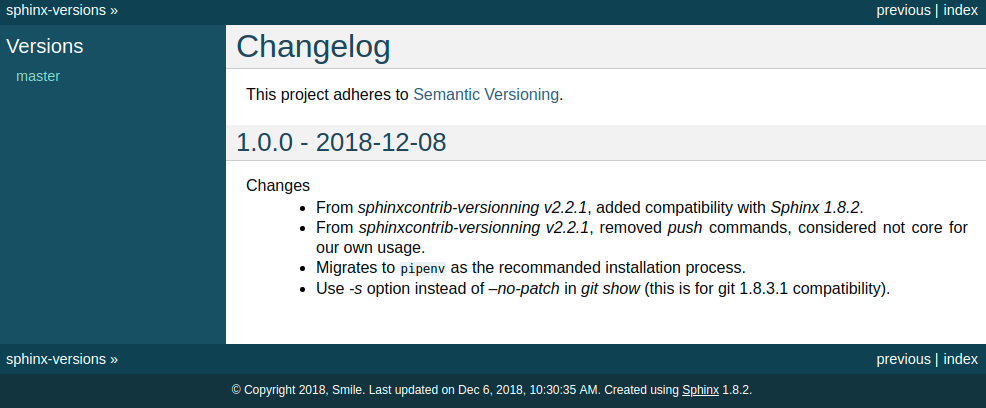 sphinx-versions »
previous | index
Versions
master
Changelog
This project adheres to Semantic Versioning.
1.0.0 - 2018-12-08
Changes
• From sphinxcontrib-versionning v2.2.1, added compatibility with Sphinx 1.8.2.
• From sphinxcontrib-versionning v2.2.1, removed push commands, considered not core for
our own usage.
• Migrates to pipenv as the recommanded installation process.
• Use -s option instead of –no-patch in git show (this is for git 1.8.3.1 compatibility).
sphinx-versions »
previous | index
© Copyright 2018, Smile. Last updated on Dec 6, 2018, 10:30:35 AM. Created using Sphinx 1.8.2.